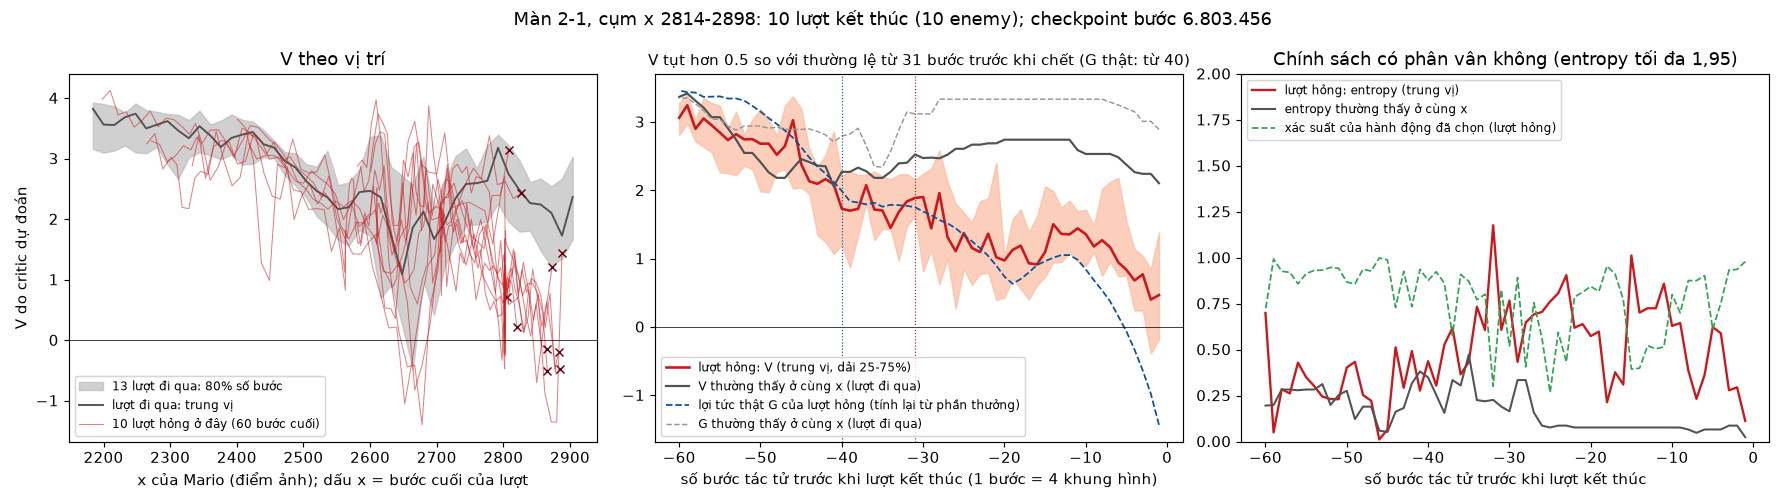 Màn 2-1, cụm x 2814-2898: 10 lượt kết thúc (10 enemy); checkpoint bước 6.803.456
V theo vị trí
4
3
2
1
0
−1
V do critic dự đoán
13 lượt đi qua: 80% số bước
lượt đi qua: trung vị
10 lượt hỏng ở đây (60 bước cuối)
2200 2300 2400 2500 2600 2700 2800 2900
x của Mario (điểm ảnh); dấu x = bước cuối của lượt
V tụt hơn 0.5 so với thường lệ từ 31 bước trước khi chết (G thật: từ 40)
3
2
1
0
−1
lượt hỏng: V (trung vị, dải 25-75%)
V thường thấy ở cùng x (lượt đi qua)
lợi tức thật G của lượt hỏng (tính lại từ phần thưởng)
G thường thấy ở cùng x (lượt đi qua)
−60 −50 −40 −30 −20 −10 0
số bước tác tử trước khi lượt kết thúc (1 bước = 4 khung hình)
Chính sách có phân vân không (entropy tối đa 1,95)
2.00
1.75
1.50
1.25
1.00
0.75
0.50
0.25
0.00
lượt hỏng: entropy (trung vị)
entropy thường thấy ở cùng x
xác suất của hành động đã chọn (lượt hỏng)
−60 −50 −40 −30 −20 −10 0
số bước tác tử trước khi lượt kết thúc